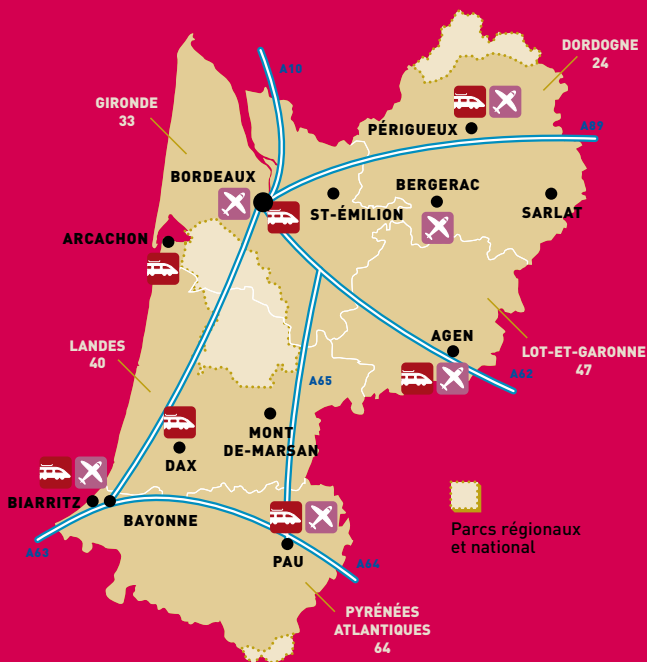 DORDOGNE
24
A10
GIRONDE
33
PÉRIGUEUX
A89
BORDEAUX
BERGERAC
ST-ÉMILION
SARLAT
ARCACHON
AGEN
LANDES
40
LOT-ET-GARONNE
47
A65
A62
MONT
DE-MARSAN
DAX
BIARRITZ
BAYONNE
Parcs régionaux
et national
A63
PAU
A64
PYRÉNÉES
ATLANTIQUES
64